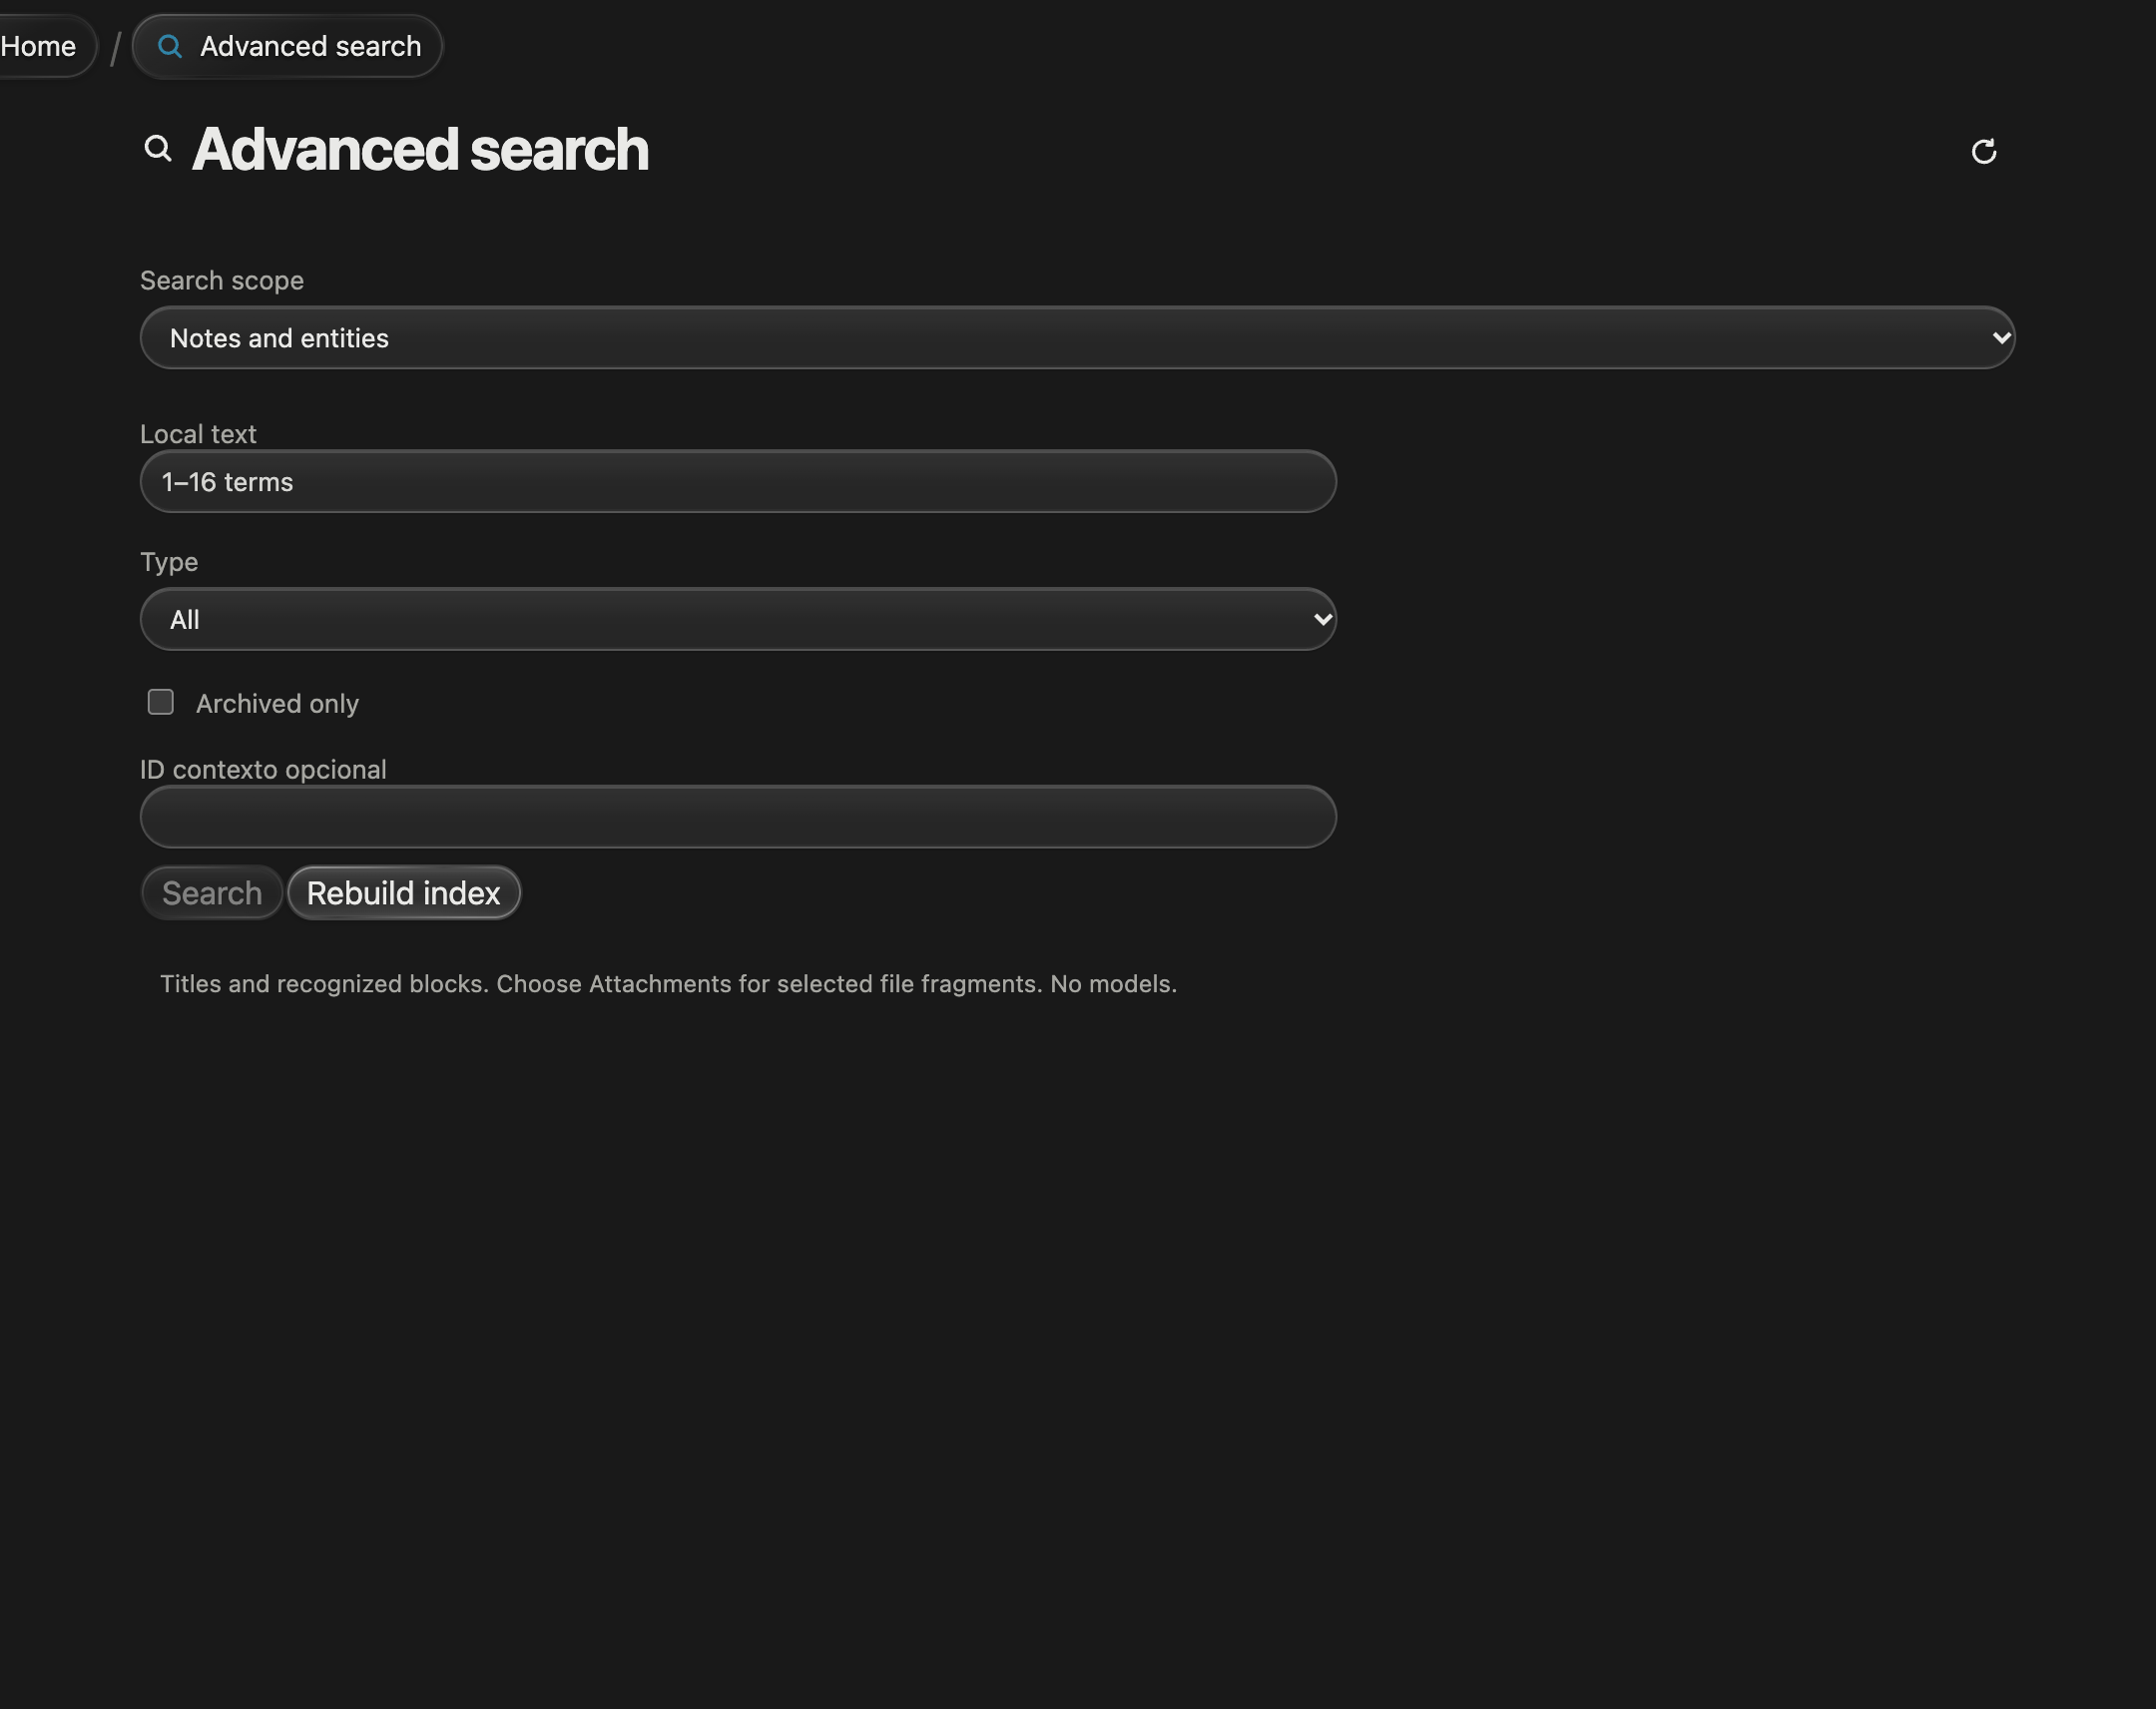 Home / Advanced search
Advanced search
Search scope
Notes and entities
Local text
1–16 terms
Type
All
Archived only
ID contexto opcional
Search Rebuild index
Titles and recognized blocks. Choose Attachments for selected file fragments. No models.